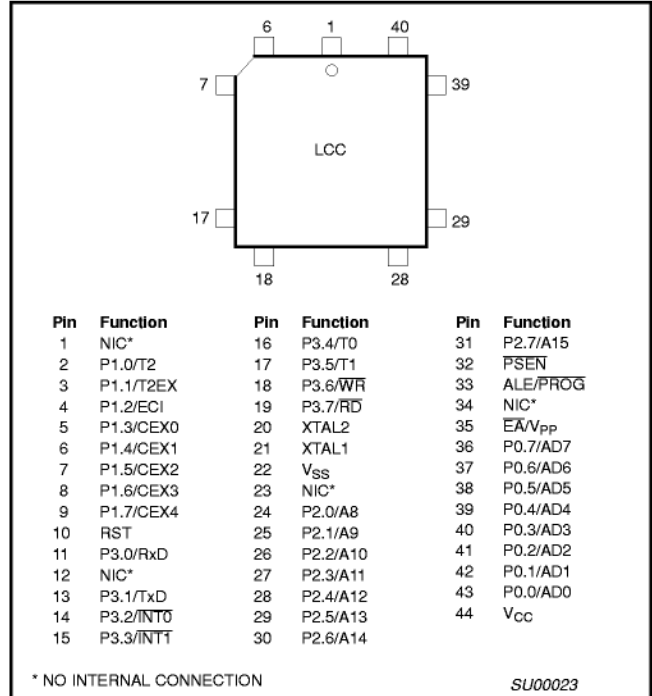 6 1 40
7 39
LCC
17 29
18 28
Pin Function Pin Function Pin Function
1 NIC* 16 P3.4/T0 31 P2.7/A15
2 P1.0/T2 17 P3.5/T1 32 P̅S̅E̅N̅
3 P1.1/T2EX 18 P3.6/W̅R̅ 33 ALE/P̅R̅O̅G̅
4 P1.2/ECI 19 P3.7/R̅D̅ 34 NIC*
5 P1.3/CEX0 20 XTAL2 35 E̅A̅/VPP
6 P1.4/CEX1 21 XTAL1 36 P0.7/AD7
7 P1.5/CEX2 22 VSS 37 P0.6/AD6
8 P1.6/CEX3 23 NIC* 38 P0.5/AD5
9 P1.7/CEX4 24 P2.0/A8 39 P0.4/AD4
10 RST 25 P2.1/A9 40 P0.3/AD3
11 P3.0/RxD 26 P2.2/A10 41 P0.2/AD2
12 NIC* 27 P2.3/A11 42 P0.1/AD1
13 P3.1/TxD 28 P2.4/A12 43 P0.0/AD0
14 P3.2/I̅N̅T̅0̅ 29 P2.5/A13 44 VCC
15 P3.3/I̅N̅T̅1̅ 30 P2.6/A14
* NO INTERNAL CONNECTION SU00023